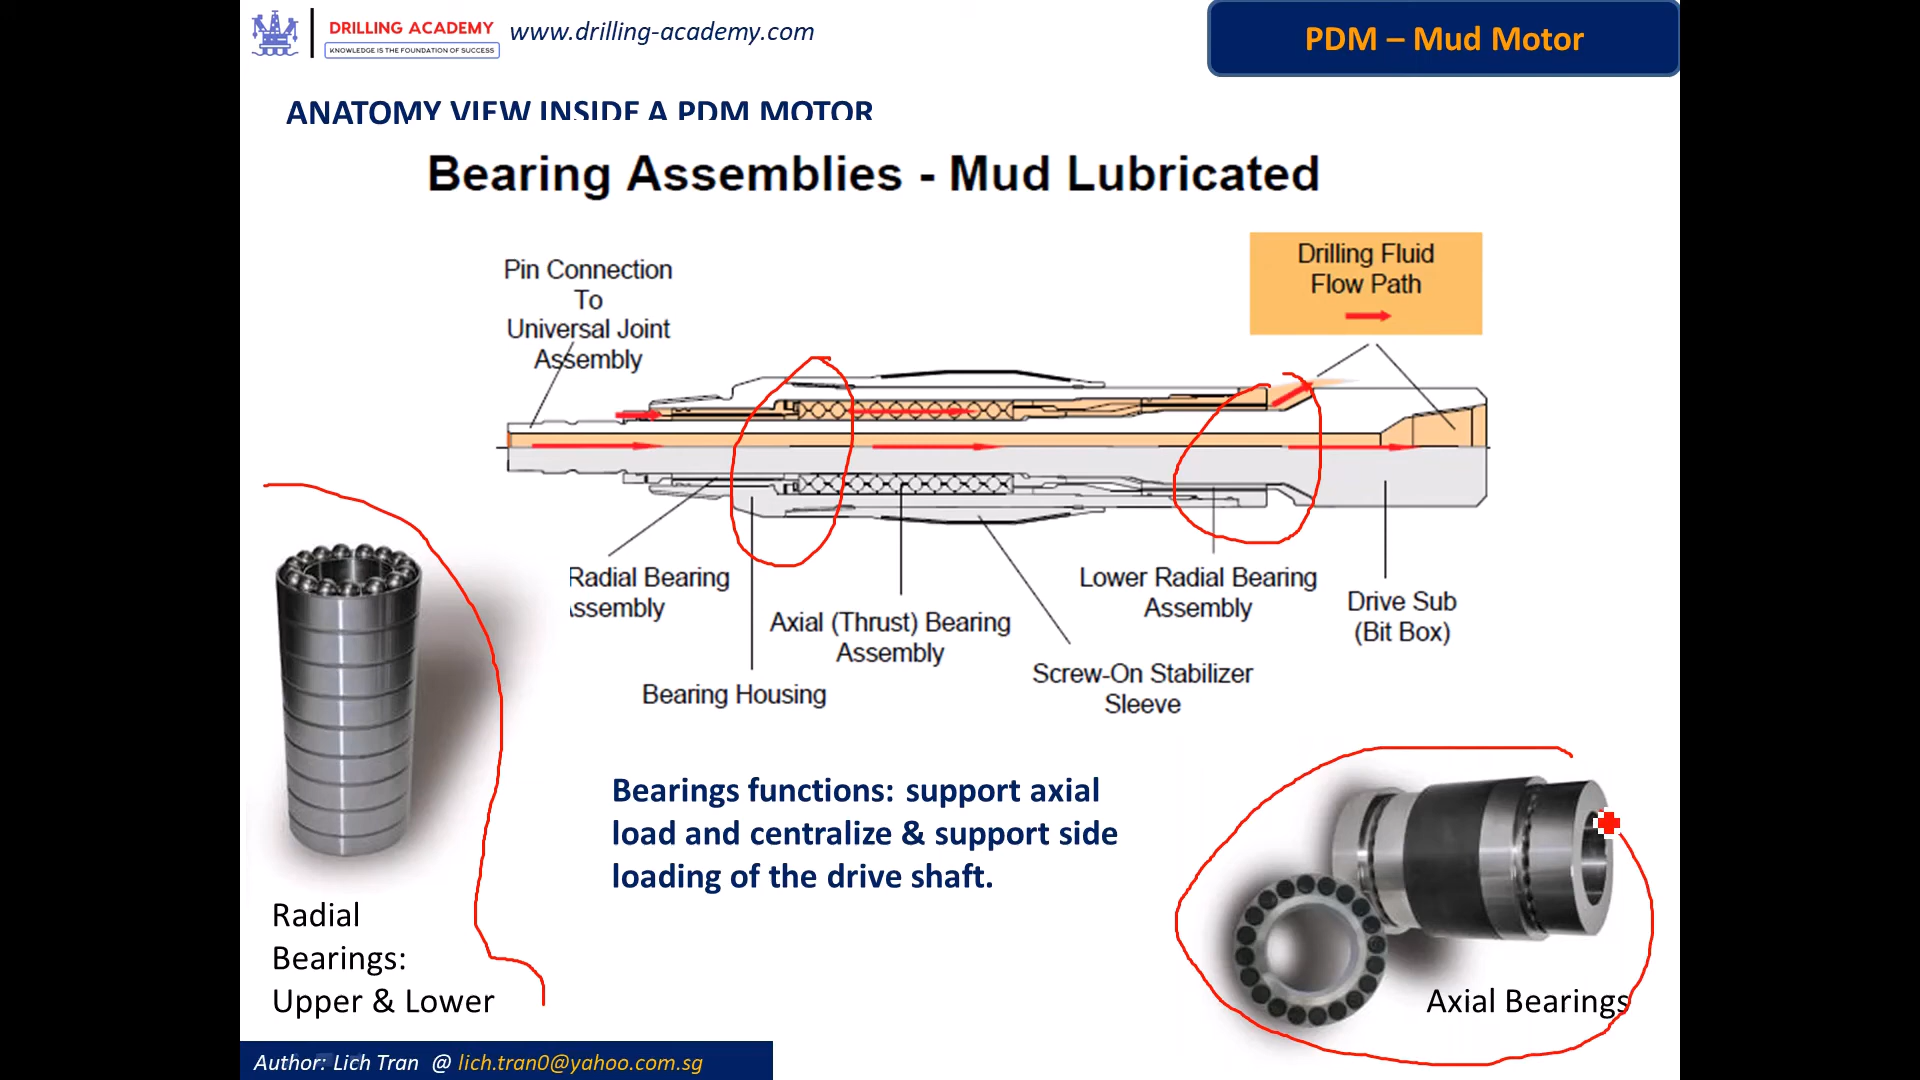 DRILLING ACADEMY
KNOWLEDGE IS THE FOUNDATION OF SUCCESS
www.drilling-academy.com
PDM – Mud Motor
ANATOMY VIEW INSIDE A PDM MOTOR
Bearing Assemblies - Mud Lubricated
Pin Connection
To
Universal Joint
Assembly
Drilling Fluid
Flow Path
Radial Bearing
ssembly
Bearing Housing
Axial (Thrust) Bearing
Assembly
Screw-On Stabilizer
Sleeve
Lower Radial Bearing
Assembly
Drive Sub
(Bit Box)
Bearings functions: support axial
load and centralize & support side
loading of the drive shaft.
Radial
Bearings:
Upper & Lower
Axial Bearings
Author: Lich Tran @ lich.tran0@yahoo.com.sg